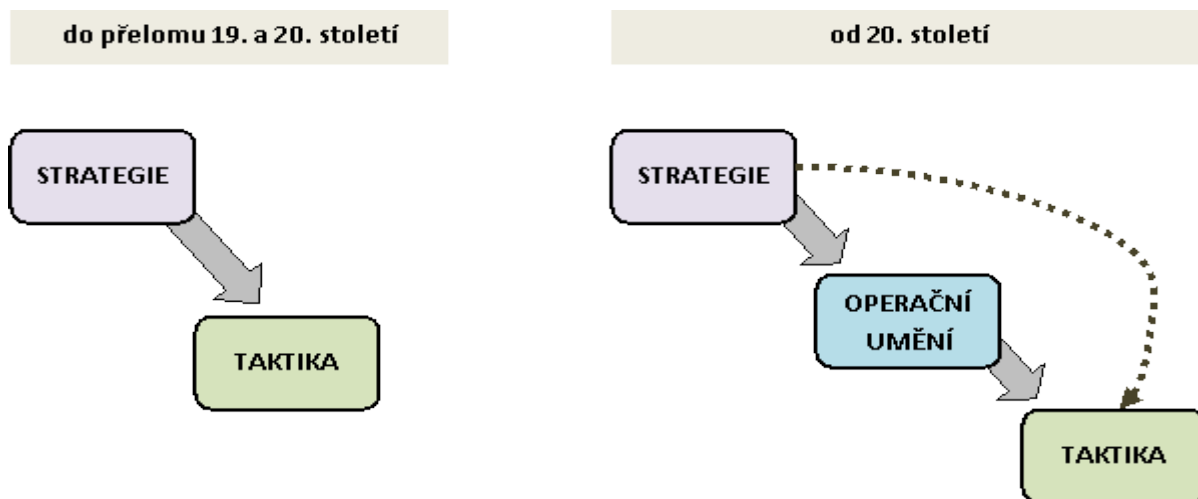 do přelomu 19. a 20. století
od 20. století
STRATEGIE
TAKTIKA
STRATEGIE
OPERAČNÍ
UMĚNÍ
TAKTIKA